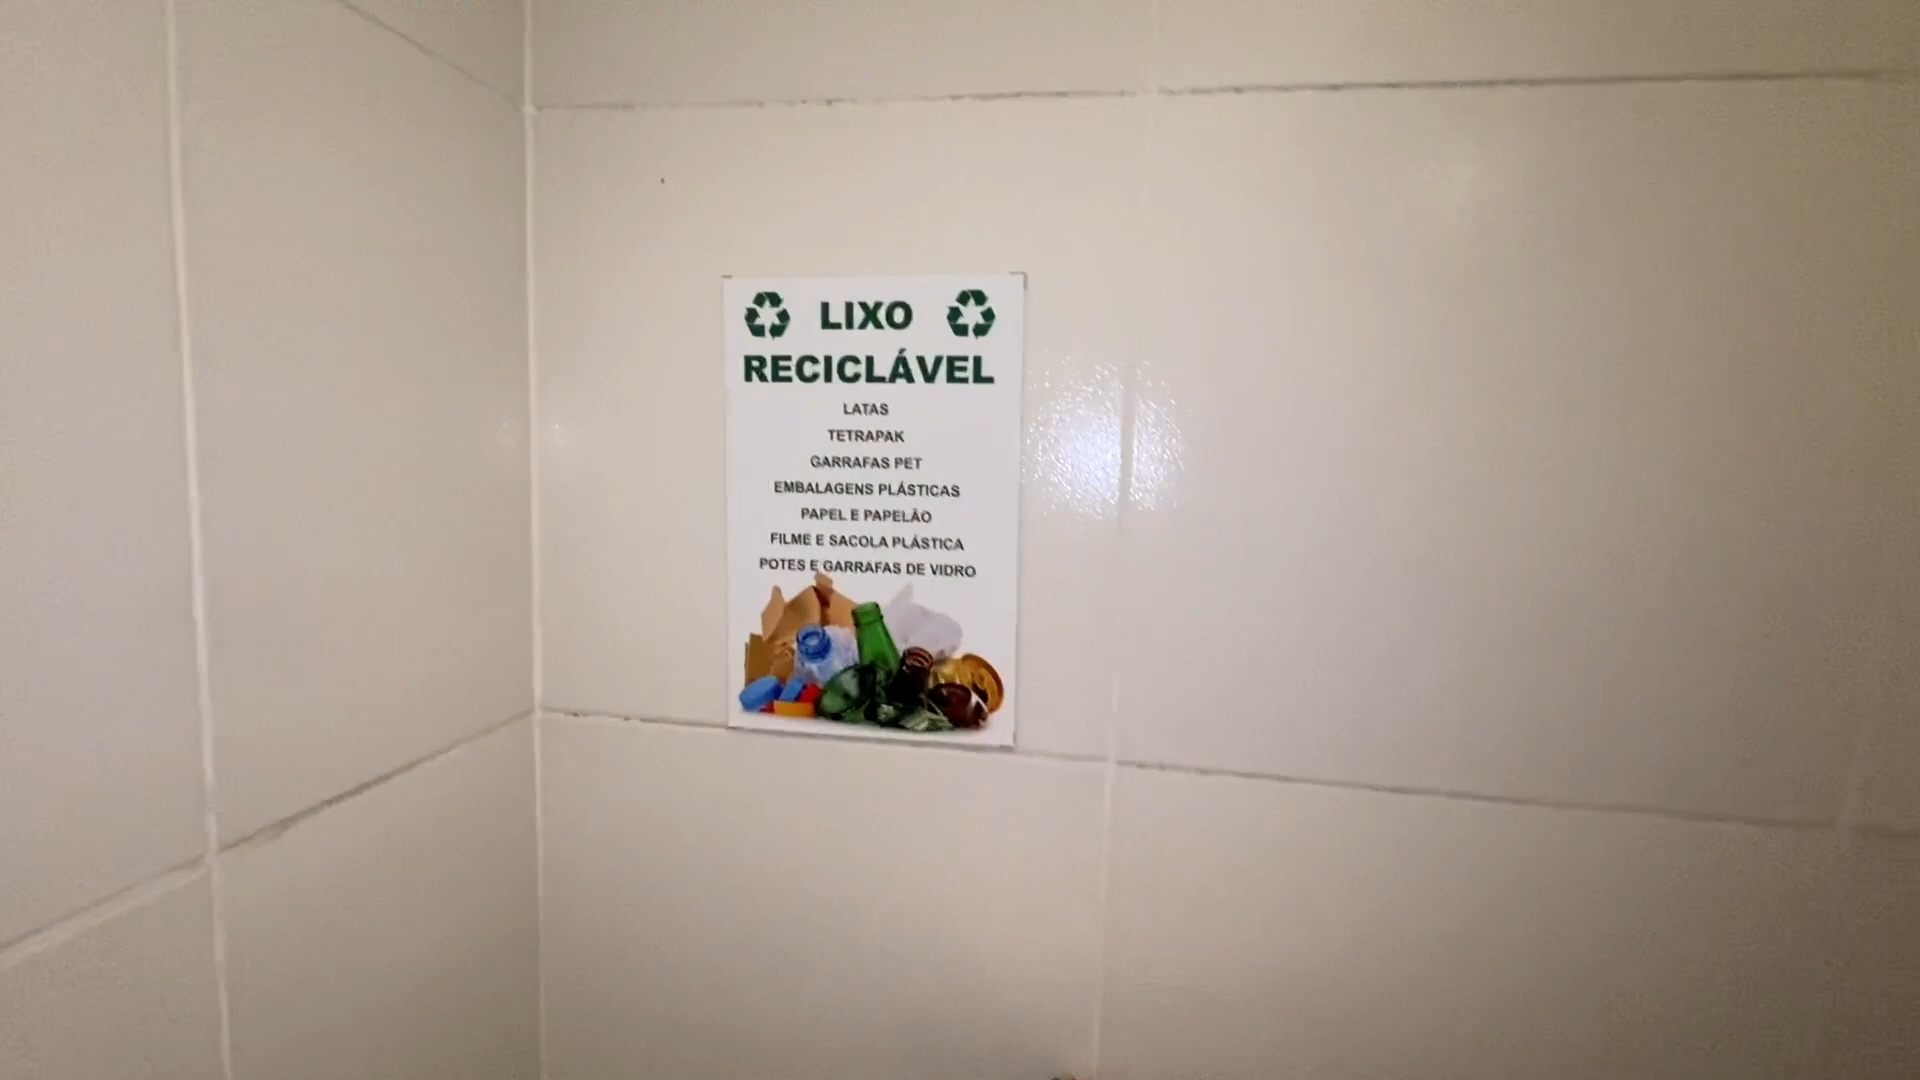 LIXO
RECICLÁVEL
LATAS
TETRAPAK
GARRAFAS PET
EMBALAGENS PLÁSTICAS
PAPEL E PAPELÃO
FILME E SACOLA PLÁSTICA
POTES E GARRAFAS DE VIDRO